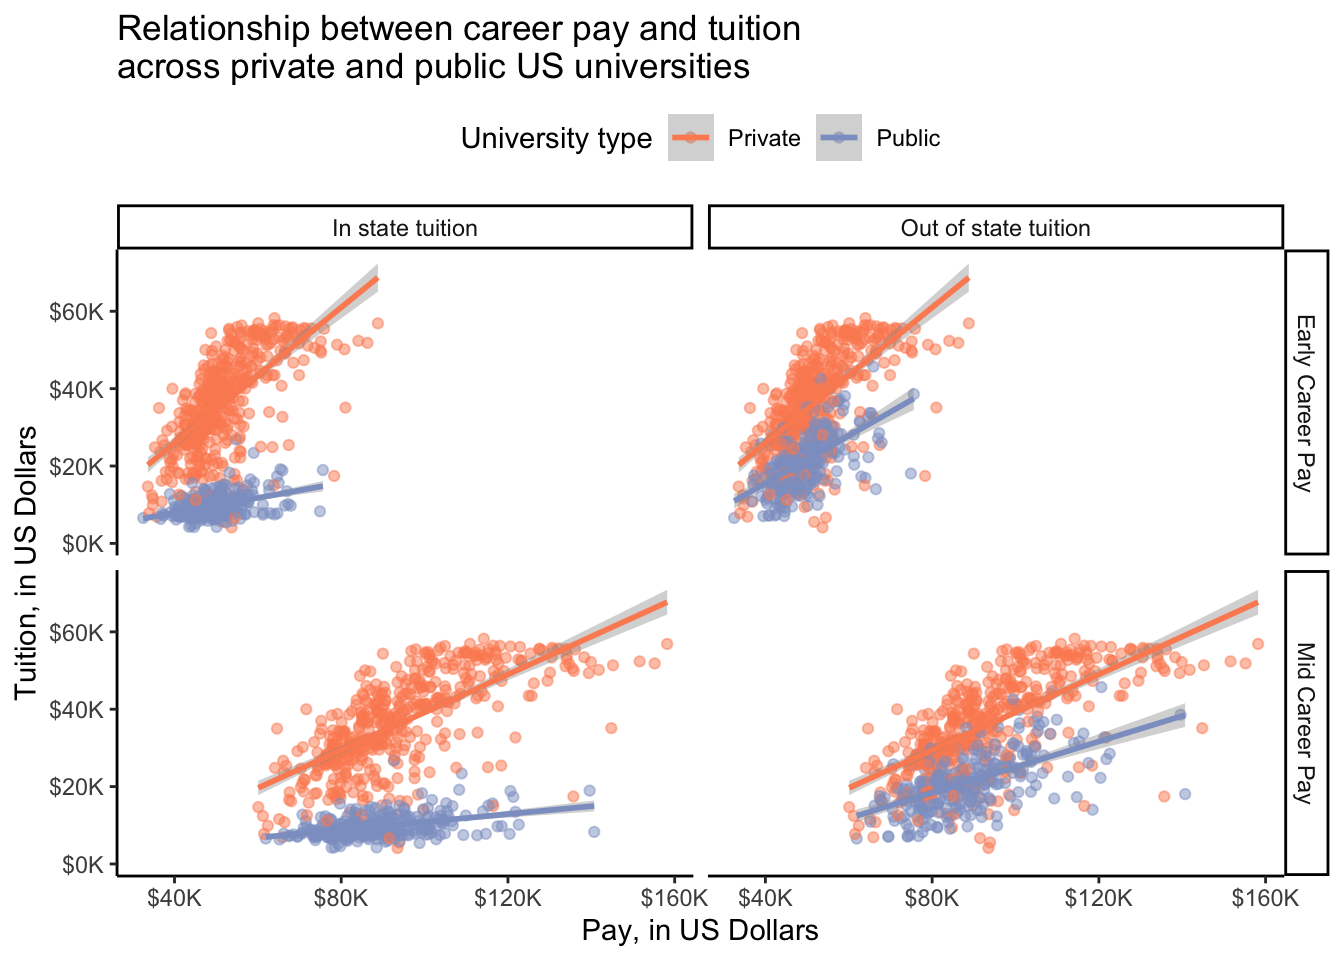 Relationship between career pay and tuition
across private and public US universities
University type Private Public
In state tuition Out of state tuition
Early Career Pay
$60K
$40K
$20K
$0K
Tuition, in US Dollars
Mid Career Pay
$60K
$40K
$20K
$0K
$40K $80K $120K $160K $40K $80K $120K $160K
Pay, in US Dollars